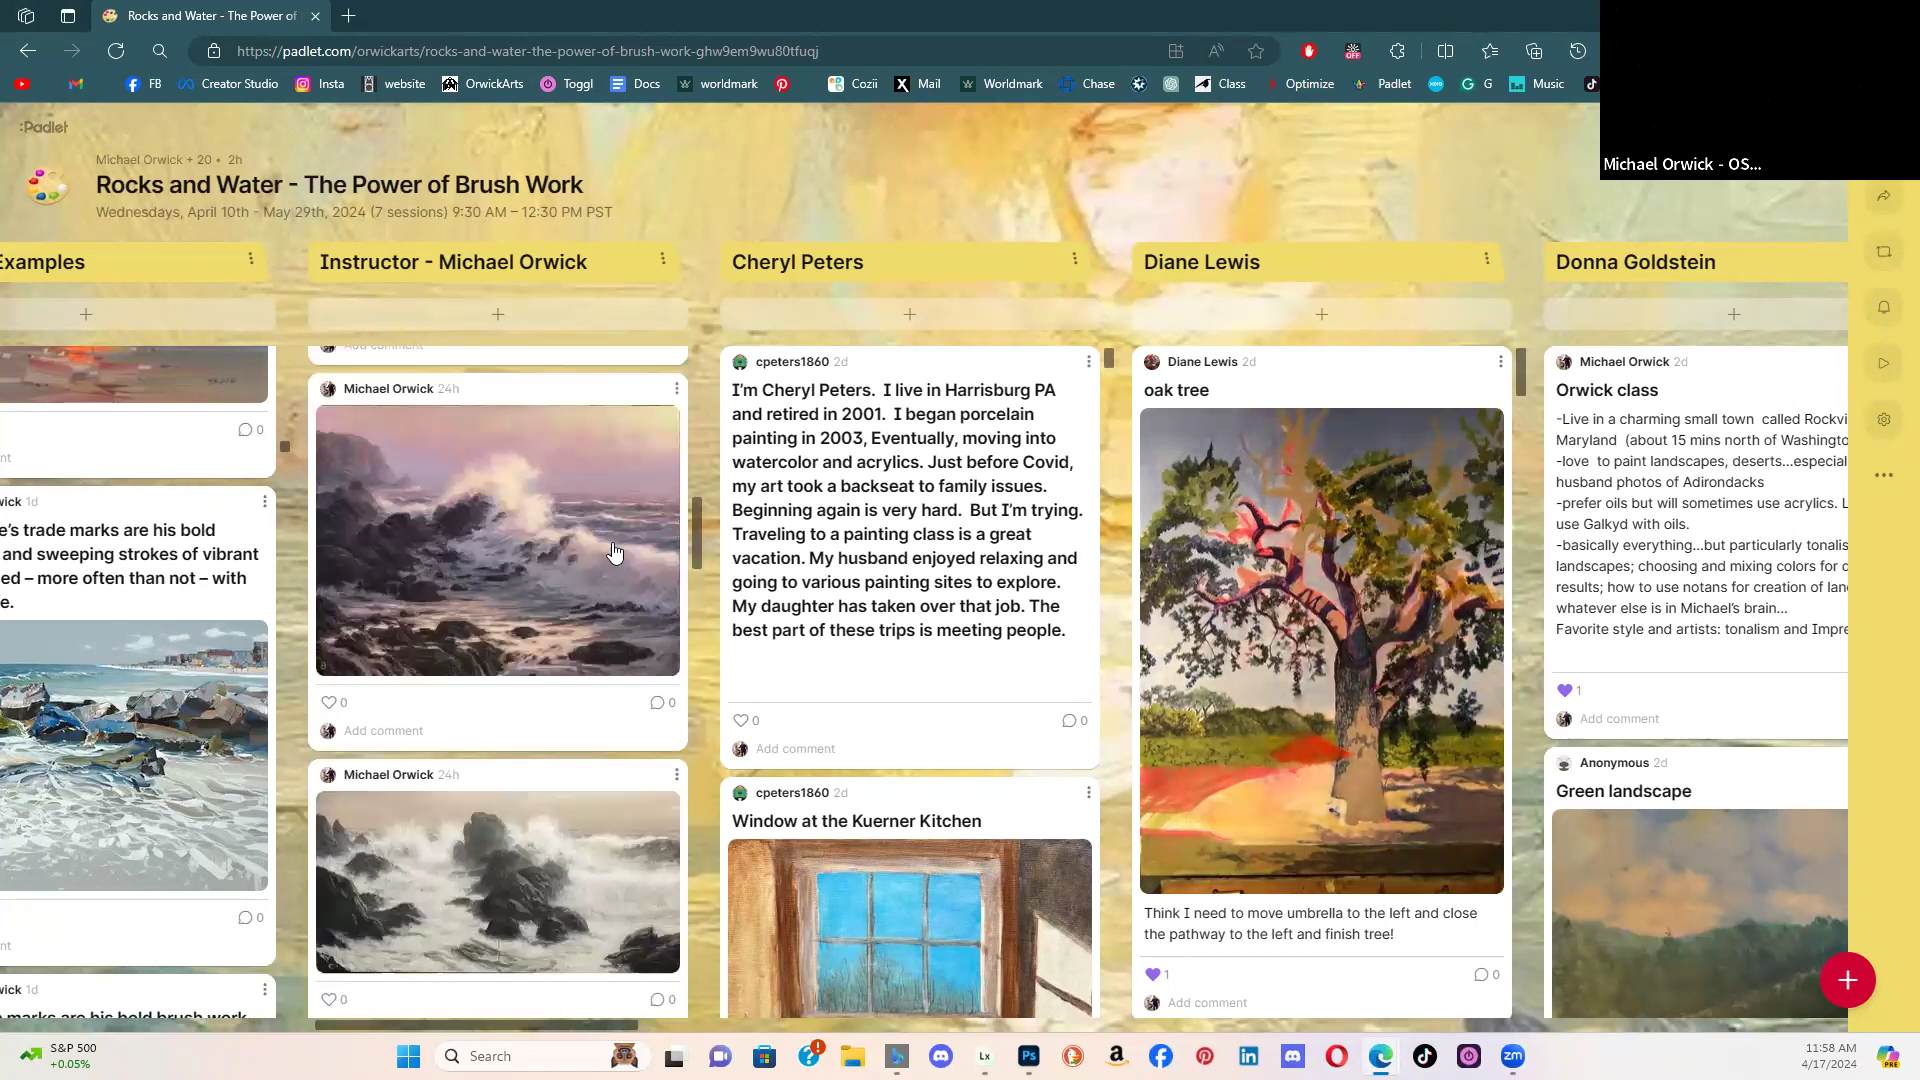 Rocks and Water - The Power of
https://padlet.com/orwickarts/rocks-and-water-the-power-of-brush-work-ghw9em9wu80tfuqj
OFF
FB
Creator Studio
Insta
website
OrwickArts
Toggl
Docs
worldmark
Cozii
Mail
Worldmark
Chase
Class
Optimize
Padlet
G
Music
Michael Orwick - OS...
:Padlet
Michael Orwick + 20 • 2h
Rocks and Water - The Power of Brush Work
Wednesdays, April 10th - May 29th, 2024 (7 sessions) 9:30 AM – 12:30 PM PST
Examples
0
nt
wick 1d
e's trade marks are his bold
and sweeping strokes of vibrant
ed – more often than not – with
e.
0
nt
wick 1d
marks are his bold brush work
Instructor - Michael Orwick
Add comment
Michael Orwick 24h
0
0
Add comment
Michael Orwick 24h
0
0
Cheryl Peters
cpeters1860 2d
I'm Cheryl Peters. I live in Harrisburg PA
and retired in 2001. I began porcelain
painting in 2003, Eventually, moving into
watercolor and acrylics. Just before Covid,
my art took a backseat to family issues.
Beginning again is very hard. But I'm trying.
Traveling to a painting class is a great
vacation. My husband enjoyed relaxing and
going to various painting sites to explore.
My daughter has taken over that job. The
best part of these trips is meeting people.
0
0
Add comment
cpeters1860 2d
Window at the Kuerner Kitchen
Diane Lewis
Diane Lewis 2d
oak tree
Think I need to move umbrella to the left and close
the pathway to the left and finish tree!
1
0
Add comment
Donna Goldstein
Michael Orwick 2d
Orwick class
-Live in a charming small town called Rockvi
Maryland (about 15 mins north of Washingto
-love to paint landscapes, deserts...especial
husband photos of Adirondacks
-prefer oils but will sometimes use acrylics. L
use Galkyd with oils.
-basically everything...but particularly tonalis
landscapes; choosing and mixing colors for d
results; how to use notans for creation of lan
whatever else is in Michael's brain...
Favorite style and artists: tonalism and Impre
1
Add comment
Anonymous 2d
Green landscape
S&P 500
+0.05%
Search
Lx
Ps
zm
11:58 AM
4/17/2024
PRE